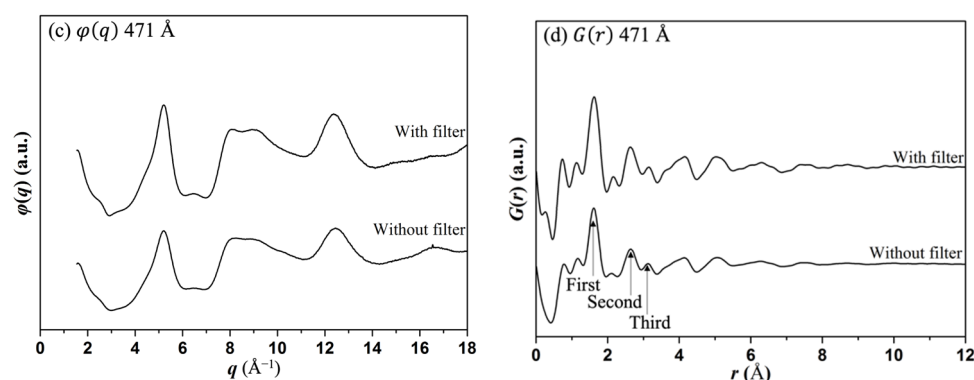 (c) φ(q) 471 Å
With filter
Without filter
φ(q) (a.u.)
0 2 4 6 8 10 12 14 16 18
q (Å⁻¹)
(d) G(r) 471 Å
With filter
Without filter
First
Second
Third
G(r) (a.u.)
0 2 4 6 8 10 12
r (Å)